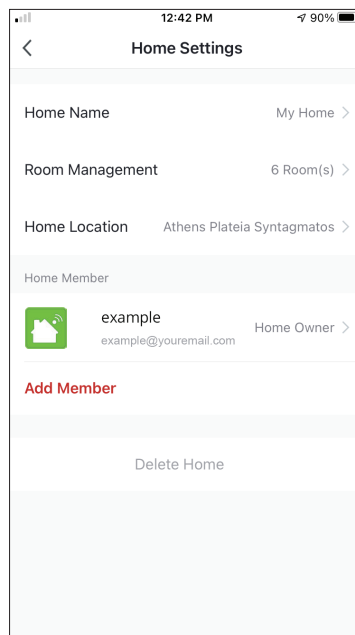 12:42 PM 90%
Home Settings
Home Name My Home
Room Management 6 Room(s)
Home Location Athens Plateia Syntagmatos
Home Member
example
example@youremail.com Home Owner
Add Member
Delete Home